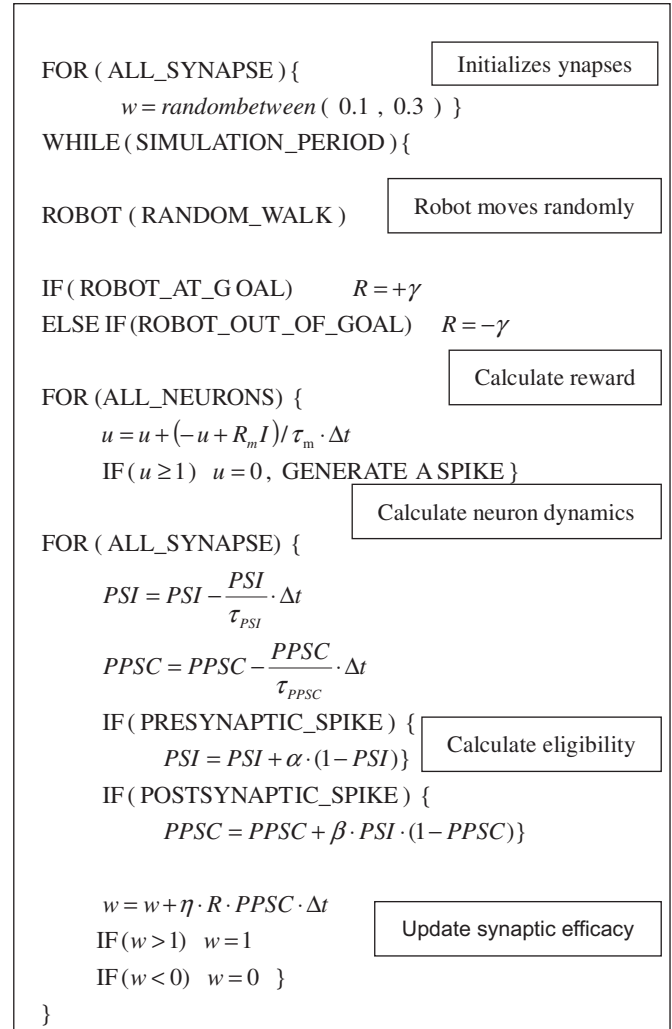 FOR ( ALL_SYNAPSE ) {
Initializes ynapses
w = randombetween ( 0.1 , 0.3 ) }
WHILE ( SIMULATION_PERIOD ) {
ROBOT ( RANDOM_WALK )
Robot moves randomly
IF ( ROBOT_AT_G OAL) R = +γ
ELSE IF (ROBOT_OUT_OF_GOAL) R = −γ
Calculate reward
FOR (ALL_NEURONS) {
u = u + (−u + R_m I) / τ_m · Δt
IF ( u ≥ 1) u = 0 , GENERATE A SPIKE }
Calculate neuron dynamics
FOR ( ALL_SYNAPSE) {
PSI = PSI − PSI / τ_PSI · Δt
PPSC = PPSC − PPSC / τ_PPSC · Δt
IF ( PRESYNAPTIC_SPIKE ) {
Calculate eligibility
PSI = PSI + α · (1 − PSI)}
IF ( POSTSYNAPTIC_SPIKE ) {
PPSC = PPSC + β · PSI · (1 − PPSC)}
w = w + η · R · PPSC · Δt
Update synaptic efficacy
IF (w > 1) w = 1
IF (w < 0) w = 0 }
}